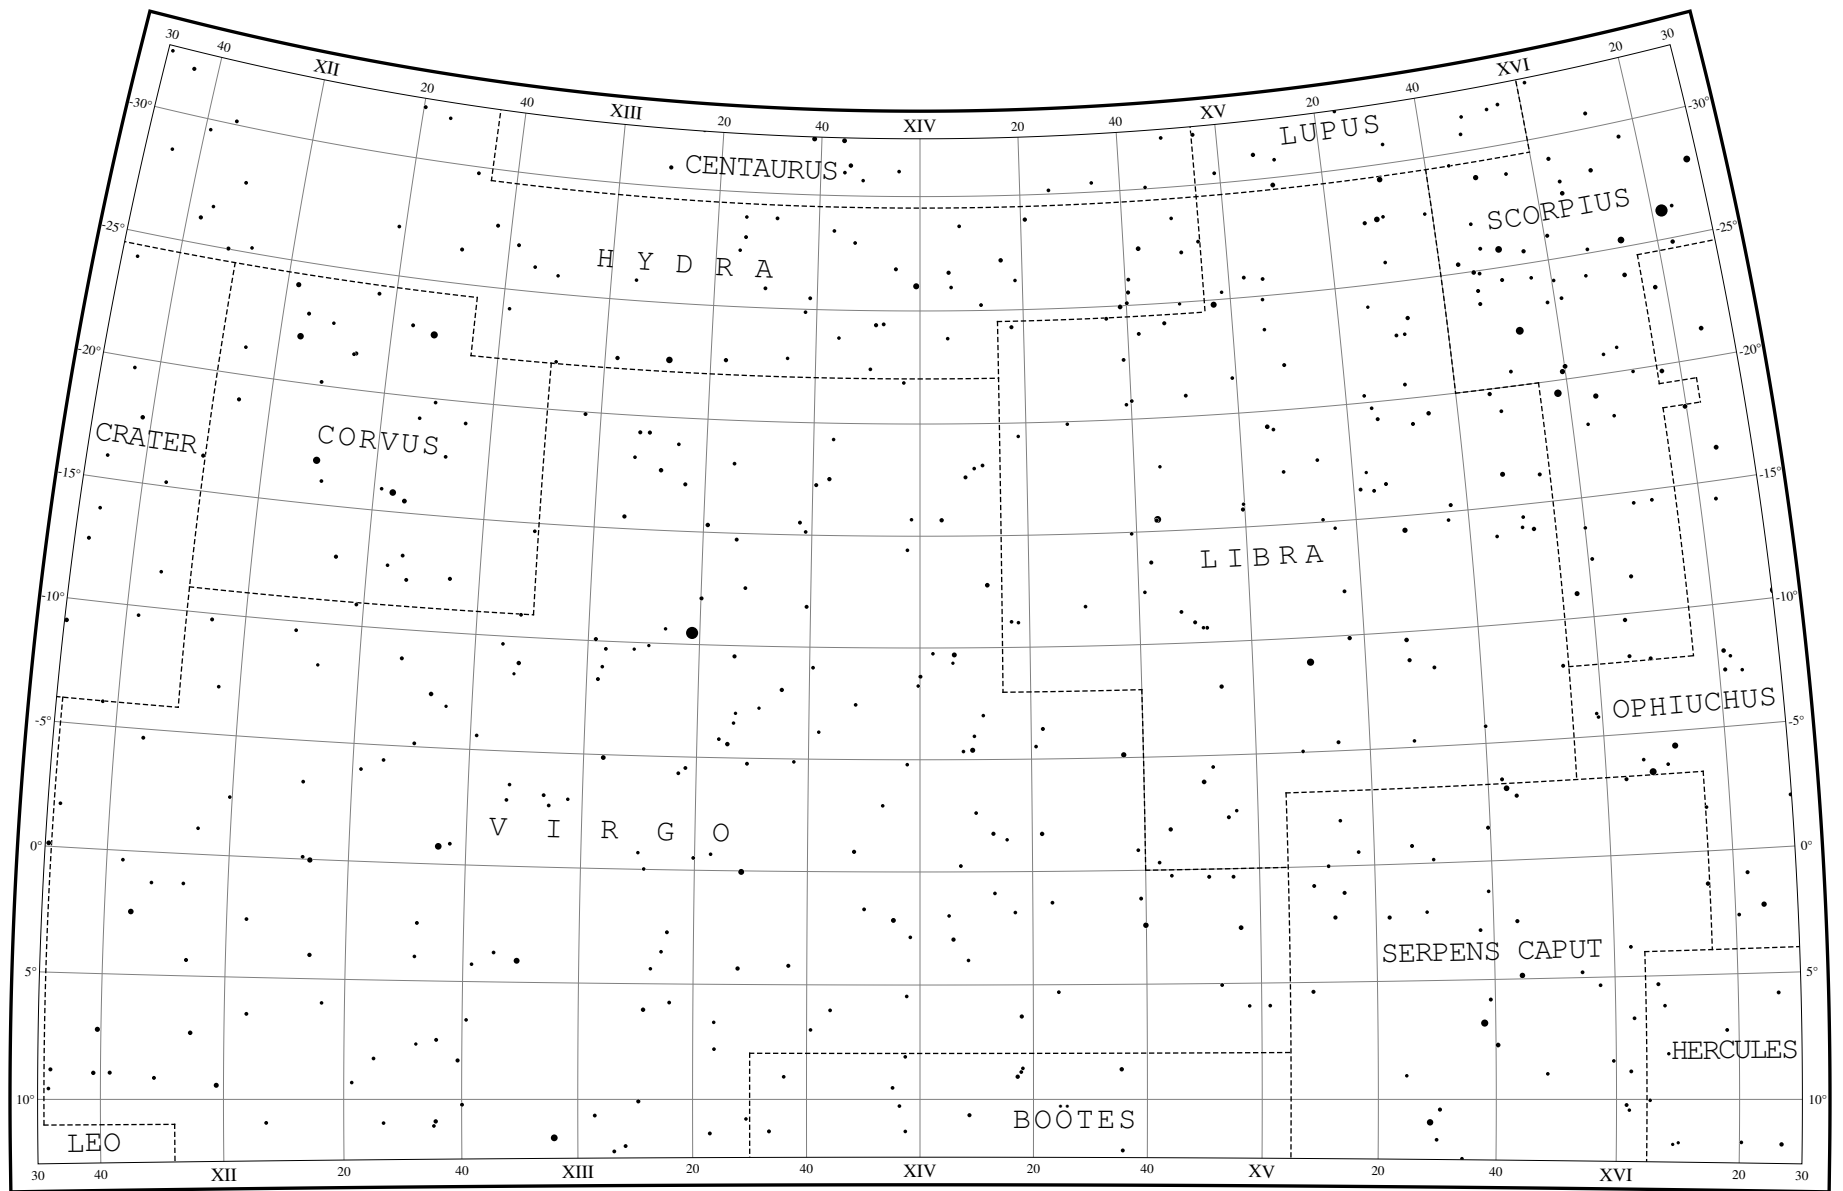 30 40 XII 20 40 XIII 20 40 XIV 20 40 XV 20 40 XVI 20 30
-30° -30°
LUPUS
CENTAURUS
SCORPIUS
-25° -25°
HYDRA
-20° -20°
CRATER CORVUS
-15° -15°
LIBRA
-10° -10°
OPHIUCHUS
-5° -5°
VIRGO
0° 0°
SERPENS CAPUT
5° 5°
HERCULES
10° 10°
BOÖTES
LEO
30 40 XII 20 40 XIII 20 40 XIV 20 40 XV 20 40 XVI 20 30